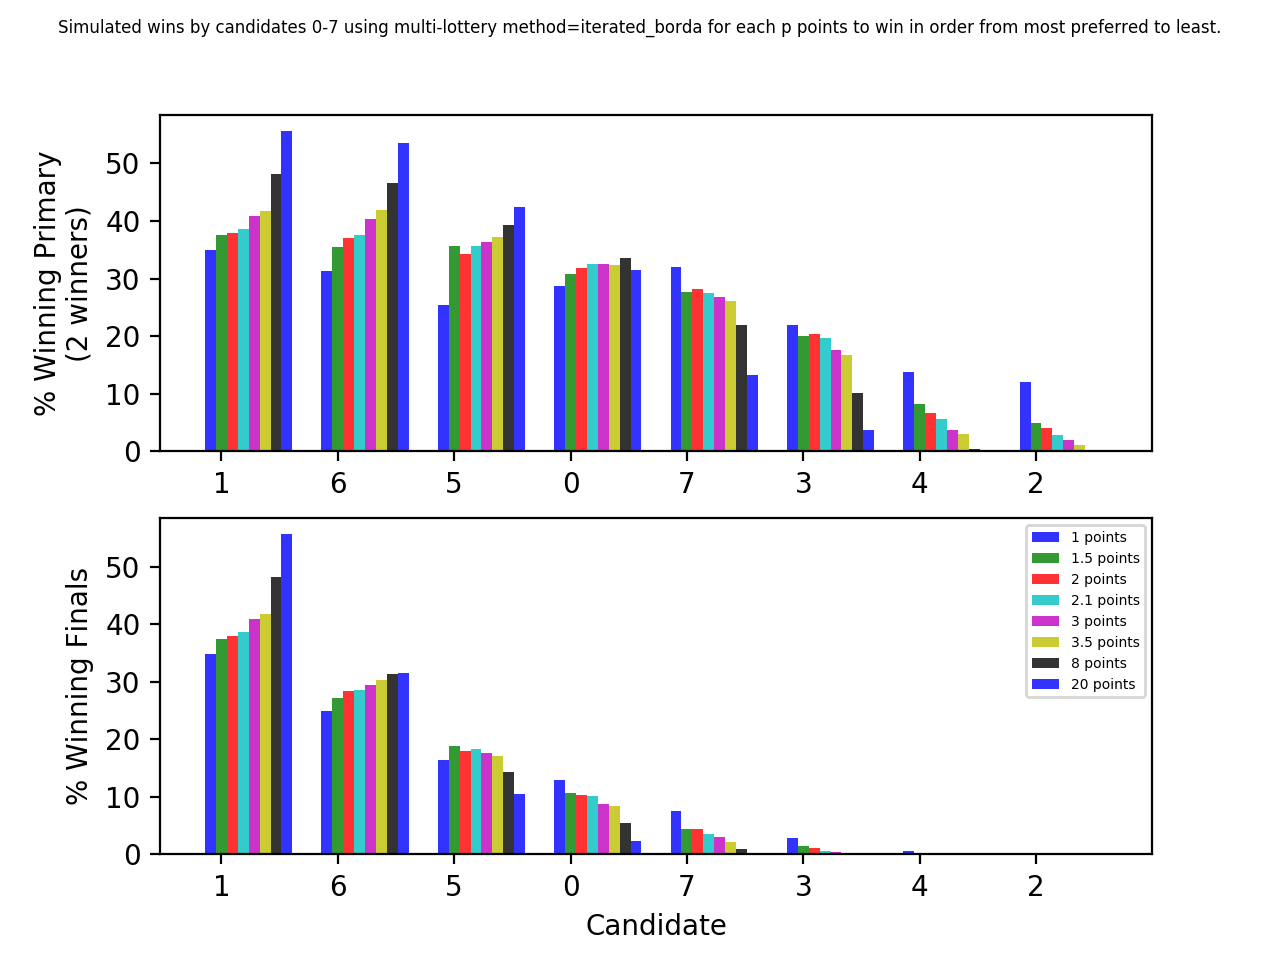 Simulated wins by candidates 0-7 using multi-lottery method=iterated_borda for each p points to win in order from most preferred to least.
% Winning Primary
(2 winners)
50
40
30
20
10
0
1 6 5 0 7 3 4 2
% Winning Finals
50
40
30
20
10
0
1 points
1.5 points
2 points
2.1 points
3 points
3.5 points
8 points
20 points
1 6 5 0 7 3 4 2
Candidate